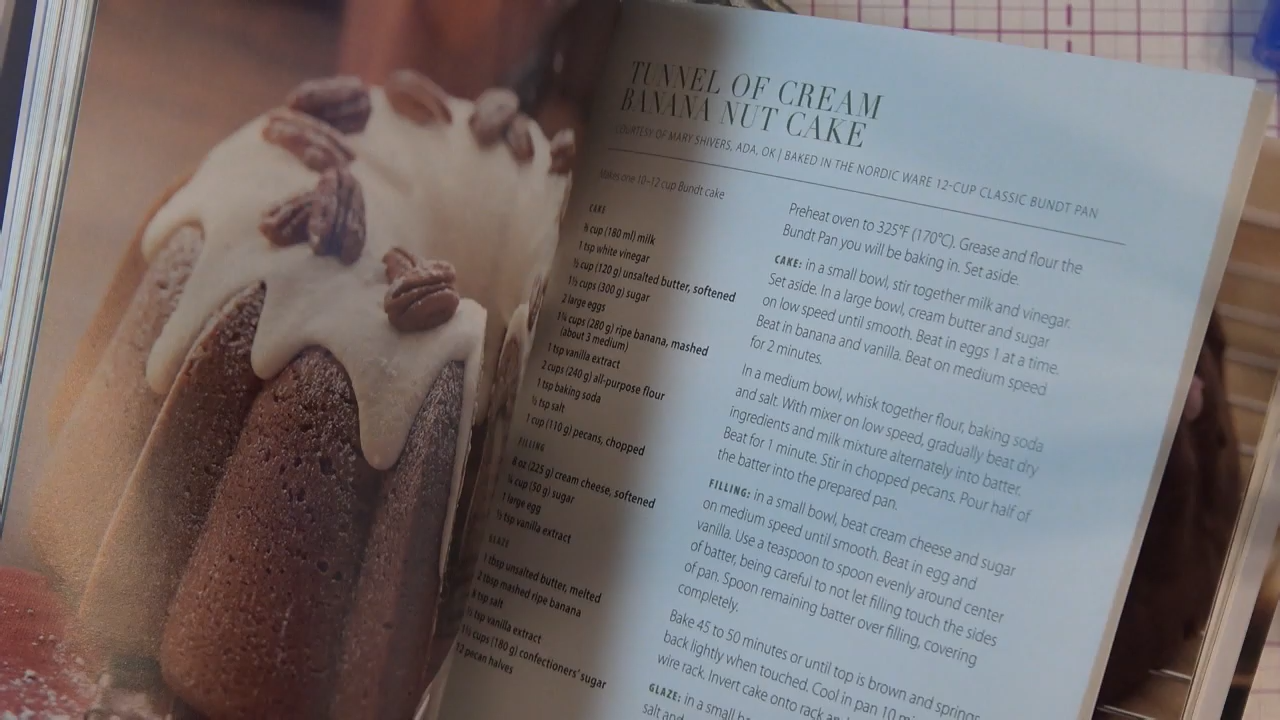 TUNNEL OF CREAM
BANANA NUT CAKE
COURTESY OF MARY SHIVERS, ADA, OK | BAKED IN THE NORDIC WARE 12-CUP CLASSIC BUNDT PAN
Makes one 10–12 cup Bundt cake
CAKE
¾ cup (180 ml) milk
1 tsp white vinegar
½ cup (120 g) unsalted butter, softened
1½ cups (300 g) sugar
2 large eggs
1¼ cups (280 g) ripe banana, mashed
(about 3 medium)
1 tsp vanilla extract
2 cups (240 g) all-purpose flour
1 tsp baking soda
½ tsp salt
1 cup (110 g) pecans, chopped
FILLING
8 oz (225 g) cream cheese, softened
¼ cup (50 g) sugar
1 large egg
tsp vanilla extract
GLAZE
1 tbsp unsalted butter, melted
2 tbsp mashed ripe banana
tsp salt
tsp vanilla extract
1½ cups (180 g) confectioners' sugar
12 pecan halves
Preheat oven to 325°F (170°C). Grease and flour the
Bundt Pan you will be baking in. Set aside.
CAKE: in a small bowl, stir together milk and vinegar.
Set aside. In a large bowl, cream butter and sugar
on low speed until smooth. Beat in eggs 1 at a time.
Beat in banana and vanilla. Beat on medium speed
for 2 minutes.
In a medium bowl, whisk together flour, baking soda
and salt. With mixer on low speed, gradually beat dry
ingredients and milk mixture alternately into batter.
Beat for 1 minute. Stir in chopped pecans. Pour half of
the batter into the prepared pan.
FILLING: in a small bowl, beat cream cheese and sugar
on medium speed until smooth. Beat in egg and
vanilla. Use a teaspoon to spoon evenly around center
of batter, being careful to not let filling touch the sides
of pan. Spoon remaining batter over filling, covering
completely.
Bake 45 to 50 minutes or until top is brown and springs
back lightly when touched. Cool in pan 10 mi
wire rack. Invert cake onto rack an
GLAZE: in a small b
salt and